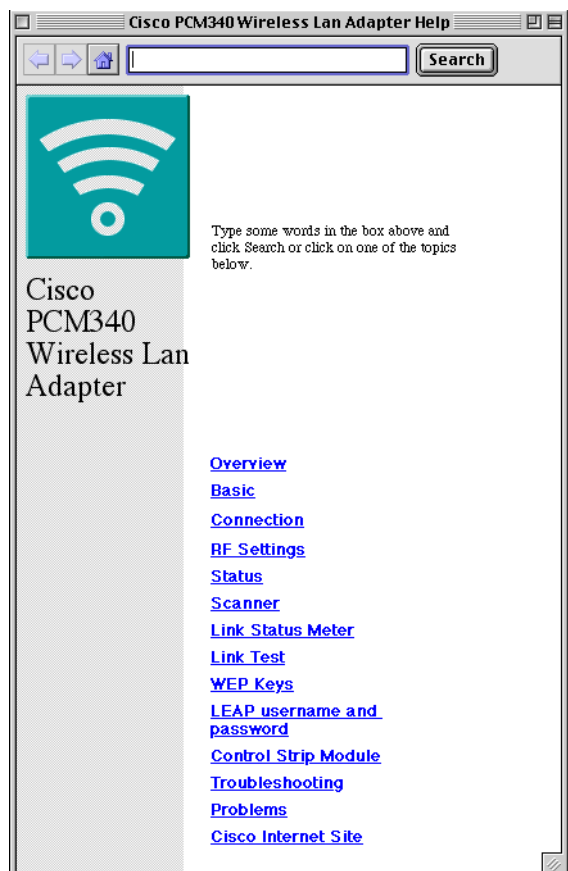 Cisco PCM340 Wireless Lan Adapter Help
Search
Type some words in the box above and
click Search or click on one of the topics
below.
Cisco
PCM340
Wireless Lan
Adapter
Overview
Basic
Connection
RF Settings
Status
Scanner
Link Status Meter
Link Test
WEP Keys
LEAP username and
password
Control Strip Module
Troubleshooting
Problems
Cisco Internet Site